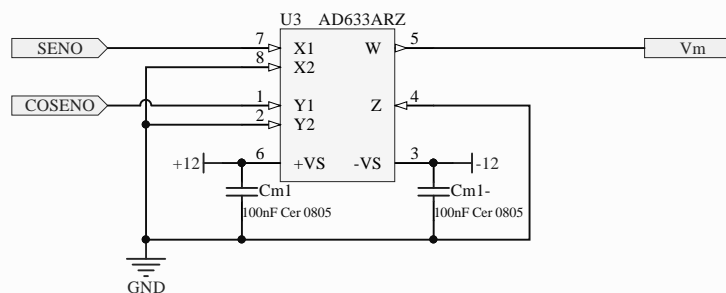 U3 AD633ARZ
SENO 7 X1 W 5 Vm
8 X2
COSENO 1 Y1 Z 4
2 Y2
+12 6 +VS -VS 3 -12
Cm1 Cm1-
100nF Cer 0805 100nF Cer 0805
GND